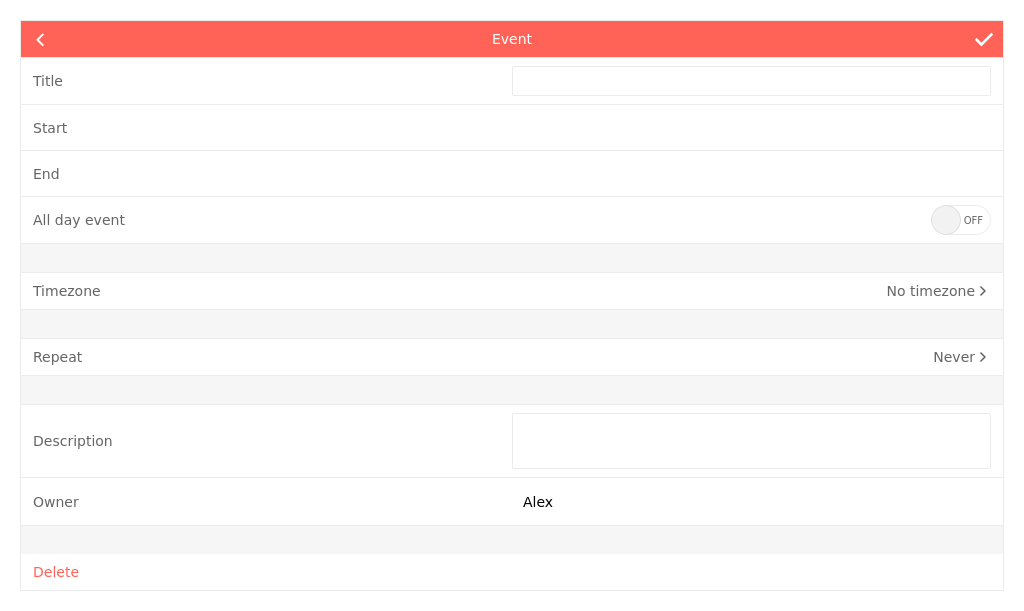 Event
Title
Start
End
All day event OFF
Timezone No timezone
Repeat Never
Description
Owner Alex
Delete